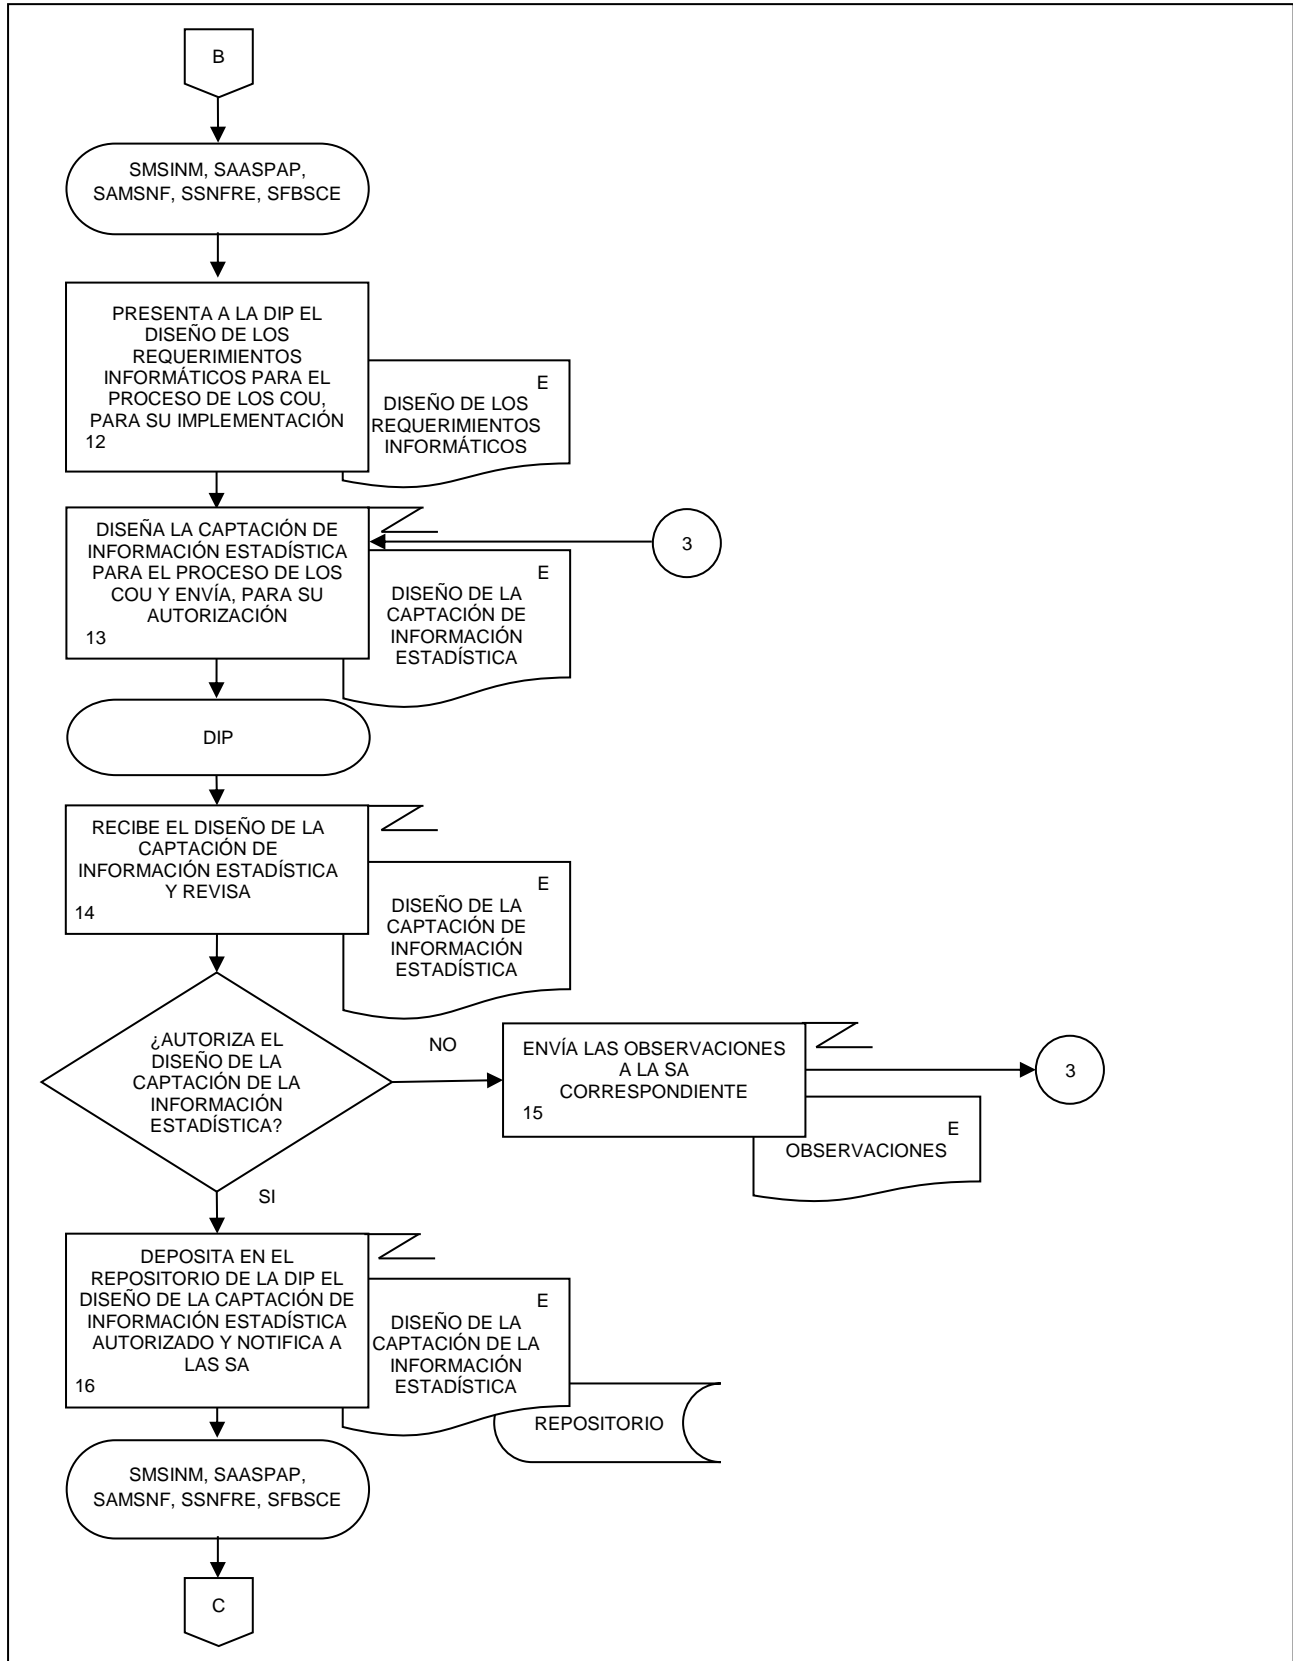 B
SMSINM, SAASPAP,
SAMSNF, SSNFRE, SFBSCE
PRESENTA A LA DIP EL
DISEÑO DE LOS
REQUERIMIENTOS
INFORMÁTICOS PARA EL
PROCESO DE LOS COU,
PARA SU IMPLEMENTACIÓN
12
E
DISEÑO DE LOS
REQUERIMIENTOS
INFORMÁTICOS
DISEÑA LA CAPTACIÓN DE
INFORMACIÓN ESTADÍSTICA
PARA EL PROCESO DE LOS
COU Y ENVÍA, PARA SU
AUTORIZACIÓN
13
3
E
DISEÑO DE LA
CAPTACIÓN DE
INFORMACIÓN
ESTADÍSTICA
DIP
RECIBE EL DISEÑO DE LA
CAPTACIÓN DE
INFORMACIÓN ESTADÍSTICA
Y REVISA
14
E
DISEÑO DE LA
CAPTACIÓN DE
INFORMACIÓN
ESTADÍSTICA
¿AUTORIZA EL
DISEÑO DE LA
CAPTACIÓN DE LA
INFORMACIÓN
ESTADÍSTICA?
NO
ENVÍA LAS OBSERVACIONES
A LA SA
CORRESPONDIENTE
15
3
E
OBSERVACIONES
SI
DEPOSITA EN EL
REPOSITORIO DE LA DIP EL
DISEÑO DE LA CAPTACIÓN DE
INFORMACIÓN ESTADÍSTICA
AUTORIZADO Y NOTIFICA A
LAS SA
16
E
DISEÑO DE LA
CAPTACIÓN DE LA
INFORMACIÓN
ESTADÍSTICA
REPOSITORIO
SMSINM, SAASPAP,
SAMSNF, SSNFRE, SFBSCE
C